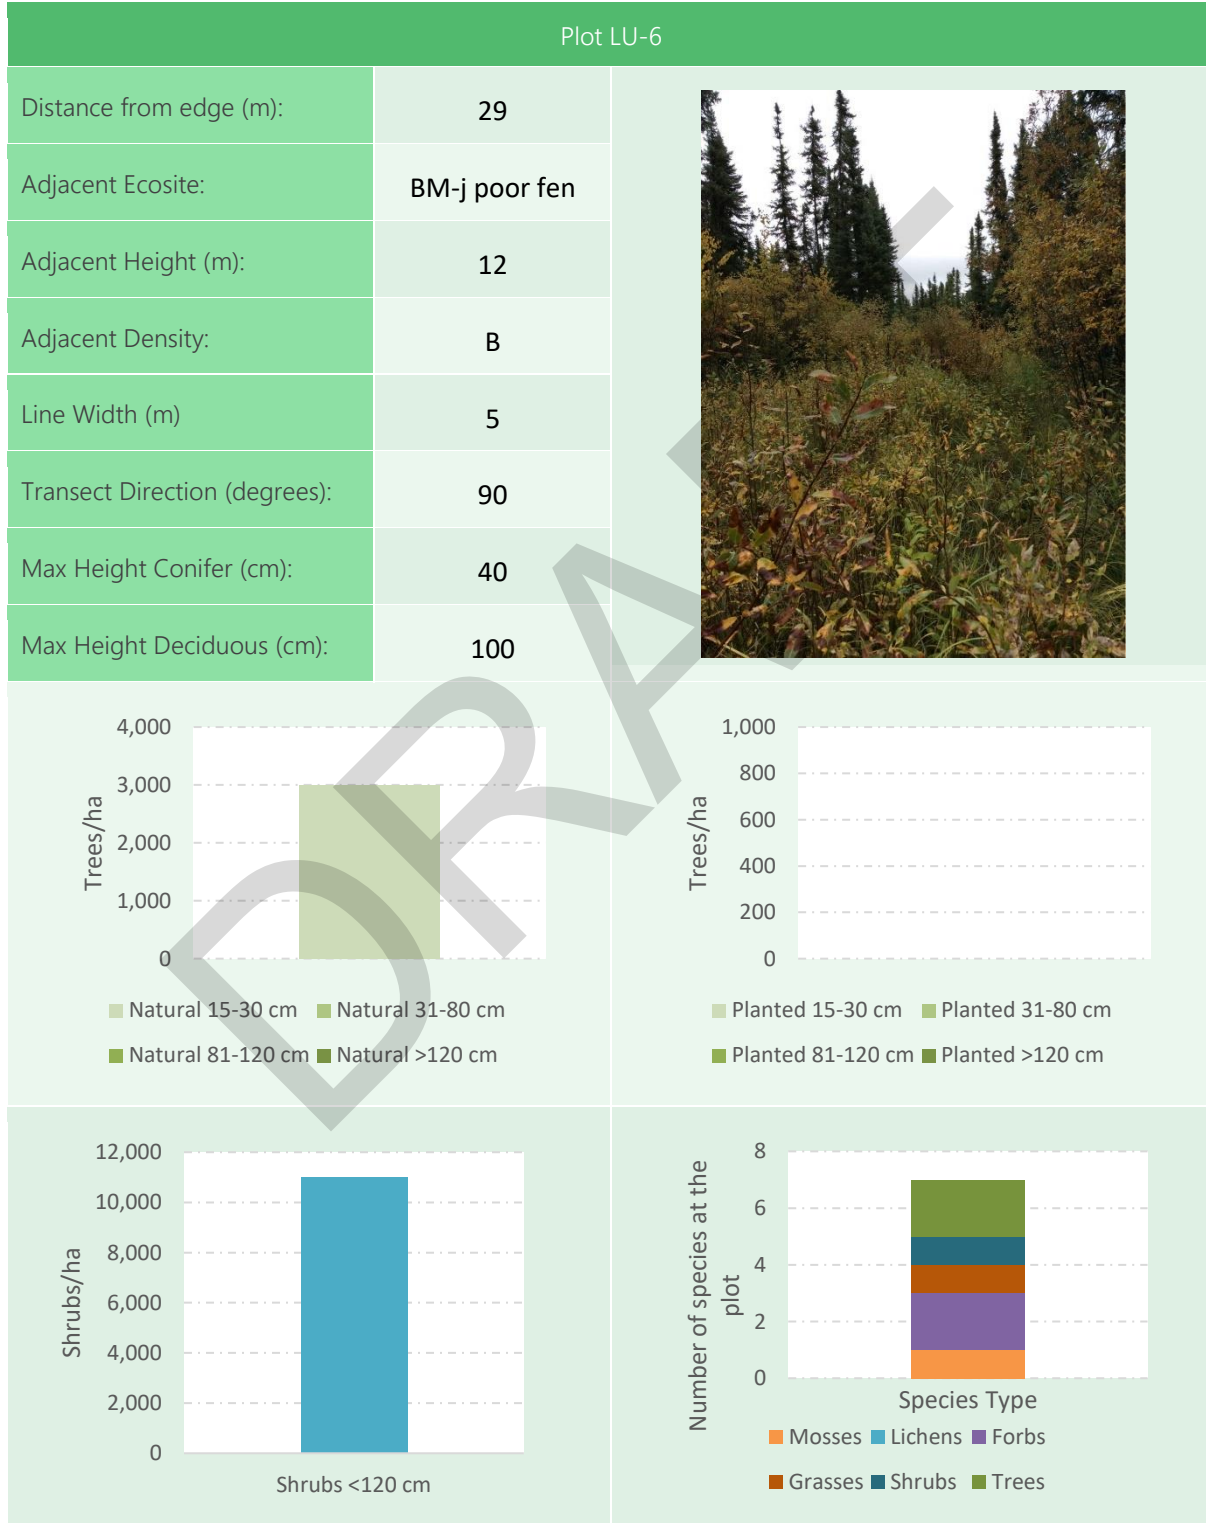 Plot LU-6
Distance from edge (m): 29
Adjacent Ecosite: BM-j poor fen
Adjacent Height (m): 12
Adjacent Density: B
Line Width (m) 5
Transect Direction (degrees): 90
Max Height Conifer (cm): 40
Max Height Deciduous (cm): 100
DRAFT
Trees/ha
4,000
3,000
2,000
1,000
0
Natural 15-30 cm Natural 31-80 cm
Natural 81-120 cm Natural >120 cm
Trees/ha
1,000
800
600
400
200
0
Planted 15-30 cm Planted 31-80 cm
Planted 81-120 cm Planted >120 cm
Shrubs/ha
12,000
10,000
8,000
6,000
4,000
2,000
0
Shrubs <120 cm
Number of species at the
plot
8
6
4
2
0
Species Type
Mosses Lichens Forbs
Grasses Shrubs Trees